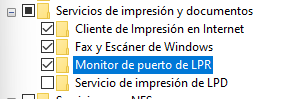 Servicios de impresión y documentos
Cliente de Impresión en Internet
Fax y Escáner de Windows
Monitor de puerto de LPR
Servicio de impresión de LPD